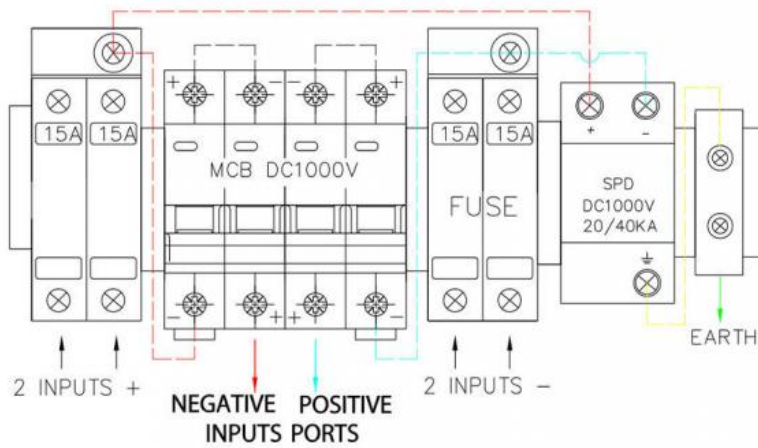 15A 15A
MCB DC1000V
15A 15A
FUSE
+ -
SPD
DC1000V
20/40KA
+ - - +
- + + -
2 INPUTS +
NEGATIVE POSITIVE
INPUTS PORTS
2 INPUTS -
EARTH